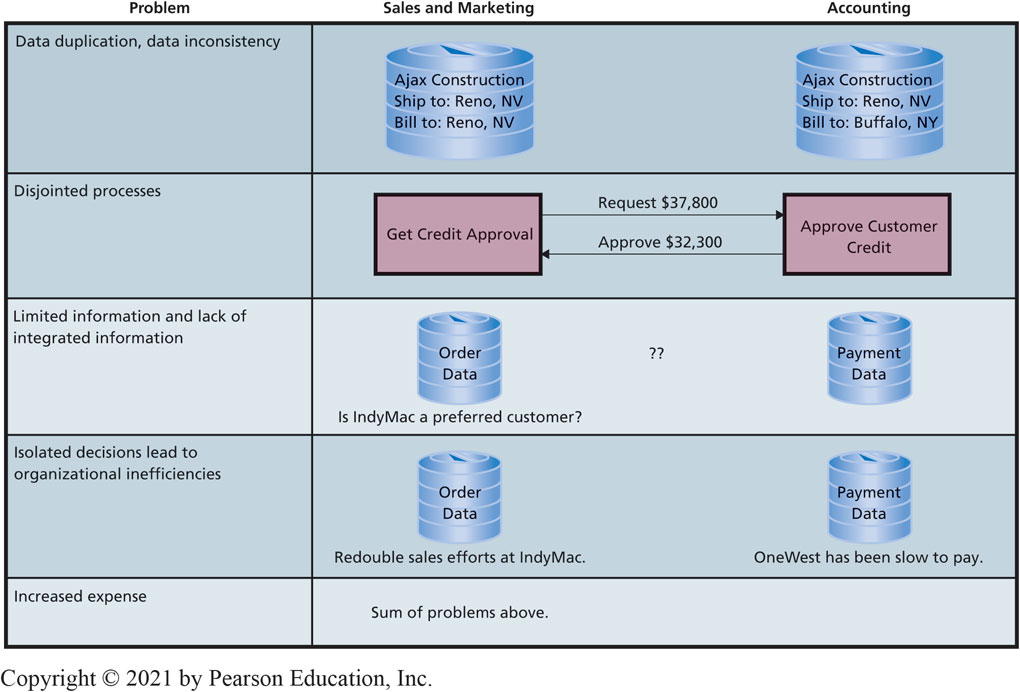 Problem
Sales and Marketing
Accounting
Data duplication, data inconsistency
Ajax Construction
Ship to: Reno, NV
Bill to: Reno, NV
Ajax Construction
Ship to: Reno, NV
Bill to: Buffalo, NY
Disjointed processes
Get Credit Approval
Request $37,800
Approve $32,300
Approve Customer
Credit
Limited information and lack of
integrated information
Order
Data
??
Payment
Data
Is IndyMac a preferred customer?
Isolated decisions lead to
organizational inefficiencies
Order
Data
Payment
Data
Redouble sales efforts at IndyMac.
OneWest has been slow to pay.
Increased expense
Sum of problems above.
Copyright © 2021 by Pearson Education, Inc.